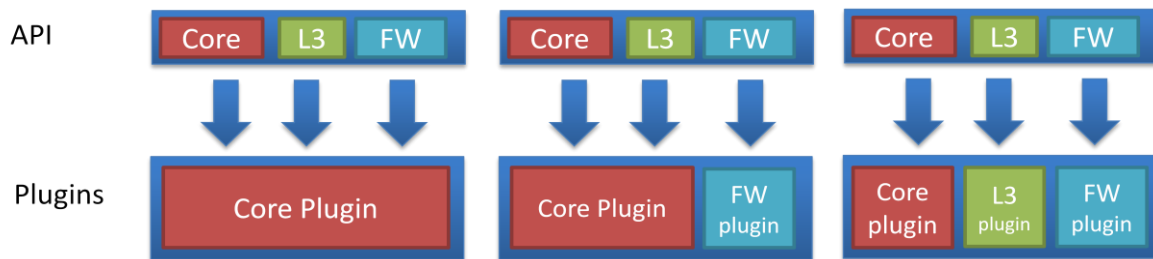 API
Core L3 FW
Core L3 FW
Core L3 FW
Plugins
Core Plugin
Core Plugin
FW
plugin
Core
plugin
L3
plugin
FW
plugin